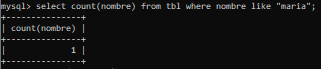 mysql> select count(nombre) from tbl where nombre like "maria";
+---------------+
| count(nombre) |
+---------------+
|             1 |
+---------------+